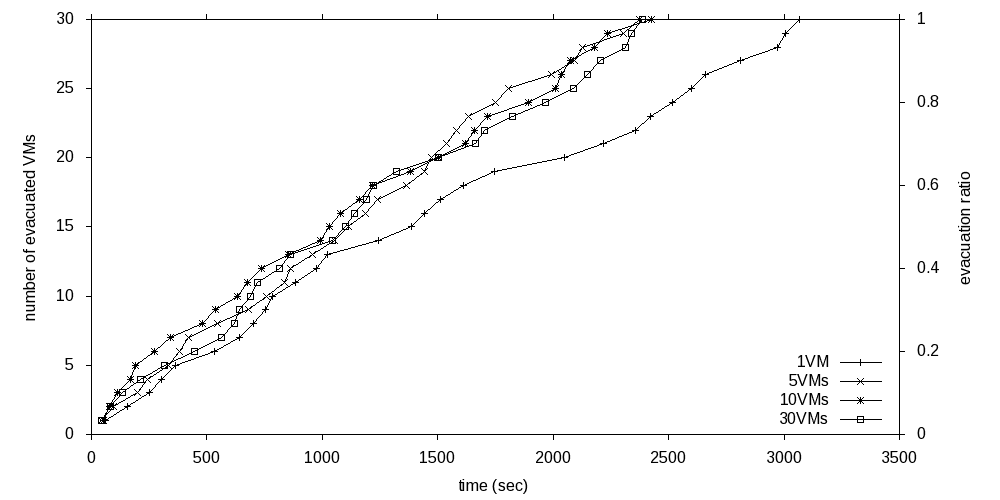 30
25
20
15
10
5
0
number of evacuated VMs
1
0.8
0.6
0.4
0.2
0
evacuation ratio
1VM
5VMs
10VMs
30VMs
0 500 1000 1500 2000 2500 3000 3500
time (sec)